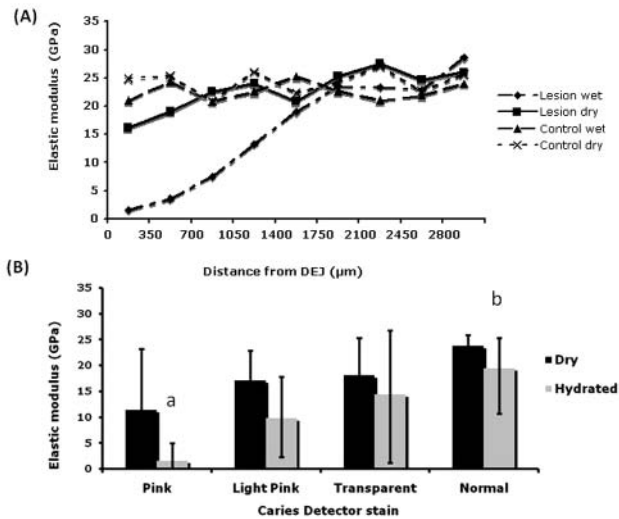 (A)
Elastic modulus (GPa)
35
30
25
20
15
10
5
0
0 350 700 1050 1400 1750 2100 2450 2800
Distance from DEJ (µm)
Lesion wet
Lesion dry
Control wet
Control dry
(B)
Elastic modulus (GPa)
35
30
25
20
15
10
5
0
a
b
Pink Light Pink Transparent Normal
Caries Detector stain
Dry
Hydrated